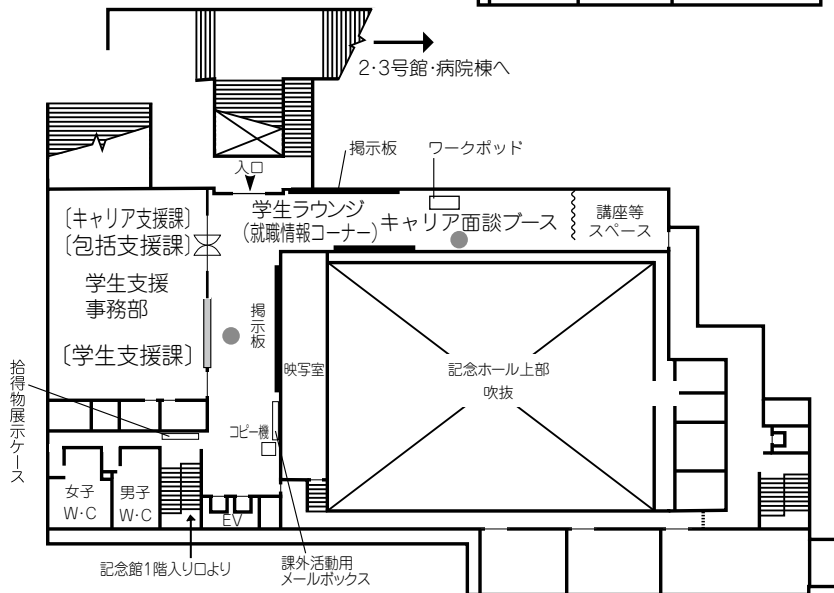 2・3号館・病院棟へ
掲示板
ワークポッド
入口
学生ラウンジ
(就職情報コーナー)
キャリア面談ブース
講座等
スペース
〔キャリア支援課〕
〔包括支援課〕
学生支援
事務部
〔学生支援課〕
掲示板
映写室
記念ホール上部
吹抜
拾得物展示ケース
コピー機
女子
W・C
男子
W・C
EV
記念館1階入り口より
課外活動用
メールボックス